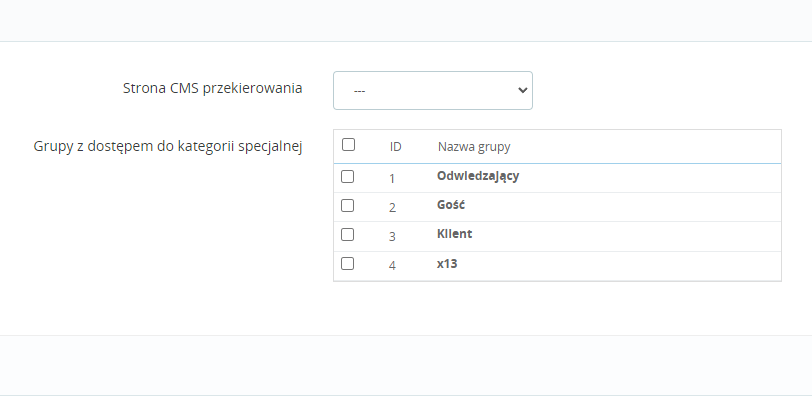 Strona CMS przekierowania
---
Grupy z dostępem do kategorii specjalnej
ID Nazwa grupy
1 Odwiedzający
2 Gość
3 Klient
4 x13